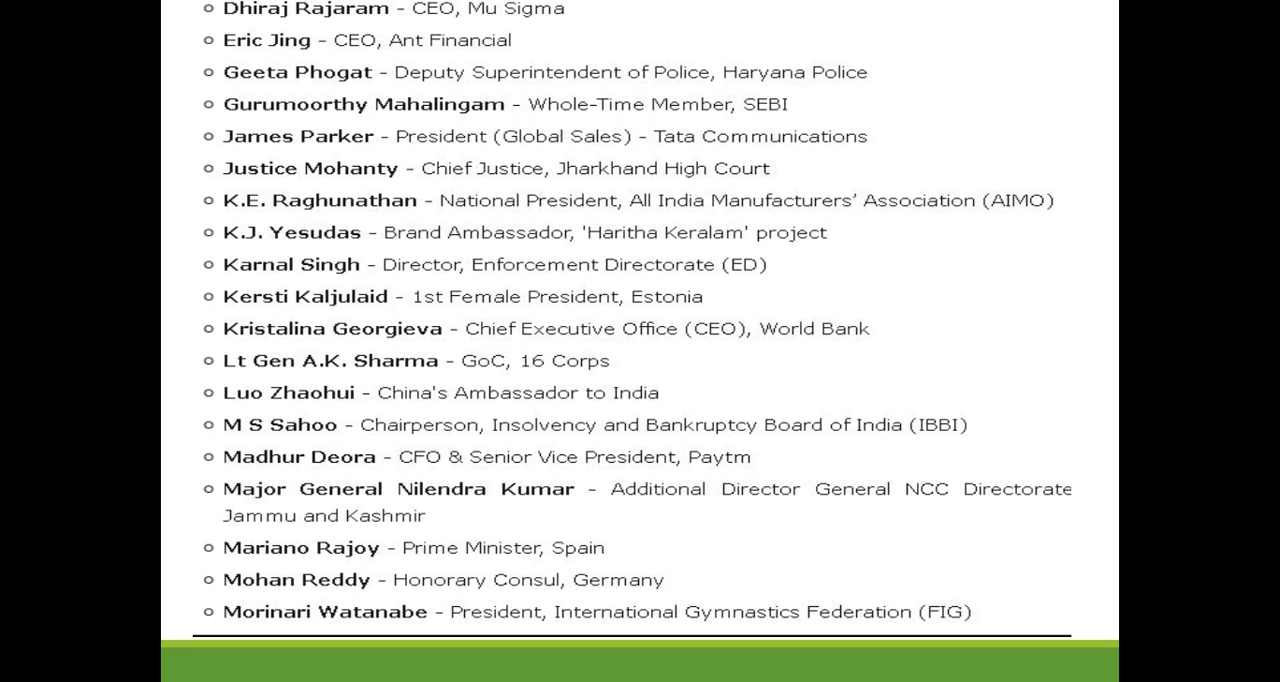 Dhiraj Rajaram - CEO, Mu Sigma
Eric Jing - CEO, Ant Financial
Geeta Phogat - Deputy Superintendent of Police, Haryana Police
Gurumoorthy Mahalingam - Whole-Time Member, SEBI
James Parker - President (Global Sales) - Tata Communications
Justice Mohanty - Chief Justice, Jharkhand High Court
K.E. Raghunathan - National President, All India Manufacturers’ Association (AIMO)
K.J. Yesudas - Brand Ambassador, 'Haritha Keralam' project
Karnal Singh - Director, Enforcement Directorate (ED)
Kersti Kaljulaid - 1st Female President, Estonia
Kristalina Georgieva - Chief Executive Office (CEO), World Bank
Lt Gen A.K. Sharma - GoC, 16 Corps
Luo Zhaohui - China's Ambassador to India
M S Sahoo - Chairperson, Insolvency and Bankruptcy Board of India (IBBI)
Madhur Deora - CFO & Senior Vice President, Paytm
Major General Nilendra Kumar - Additional Director General NCC Directorate
Jammu and Kashmir
Mariano Rajoy - Prime Minister, Spain
Mohan Reddy - Honorary Consul, Germany
Morinari Watanabe - President, International Gymnastics Federation (FIG)